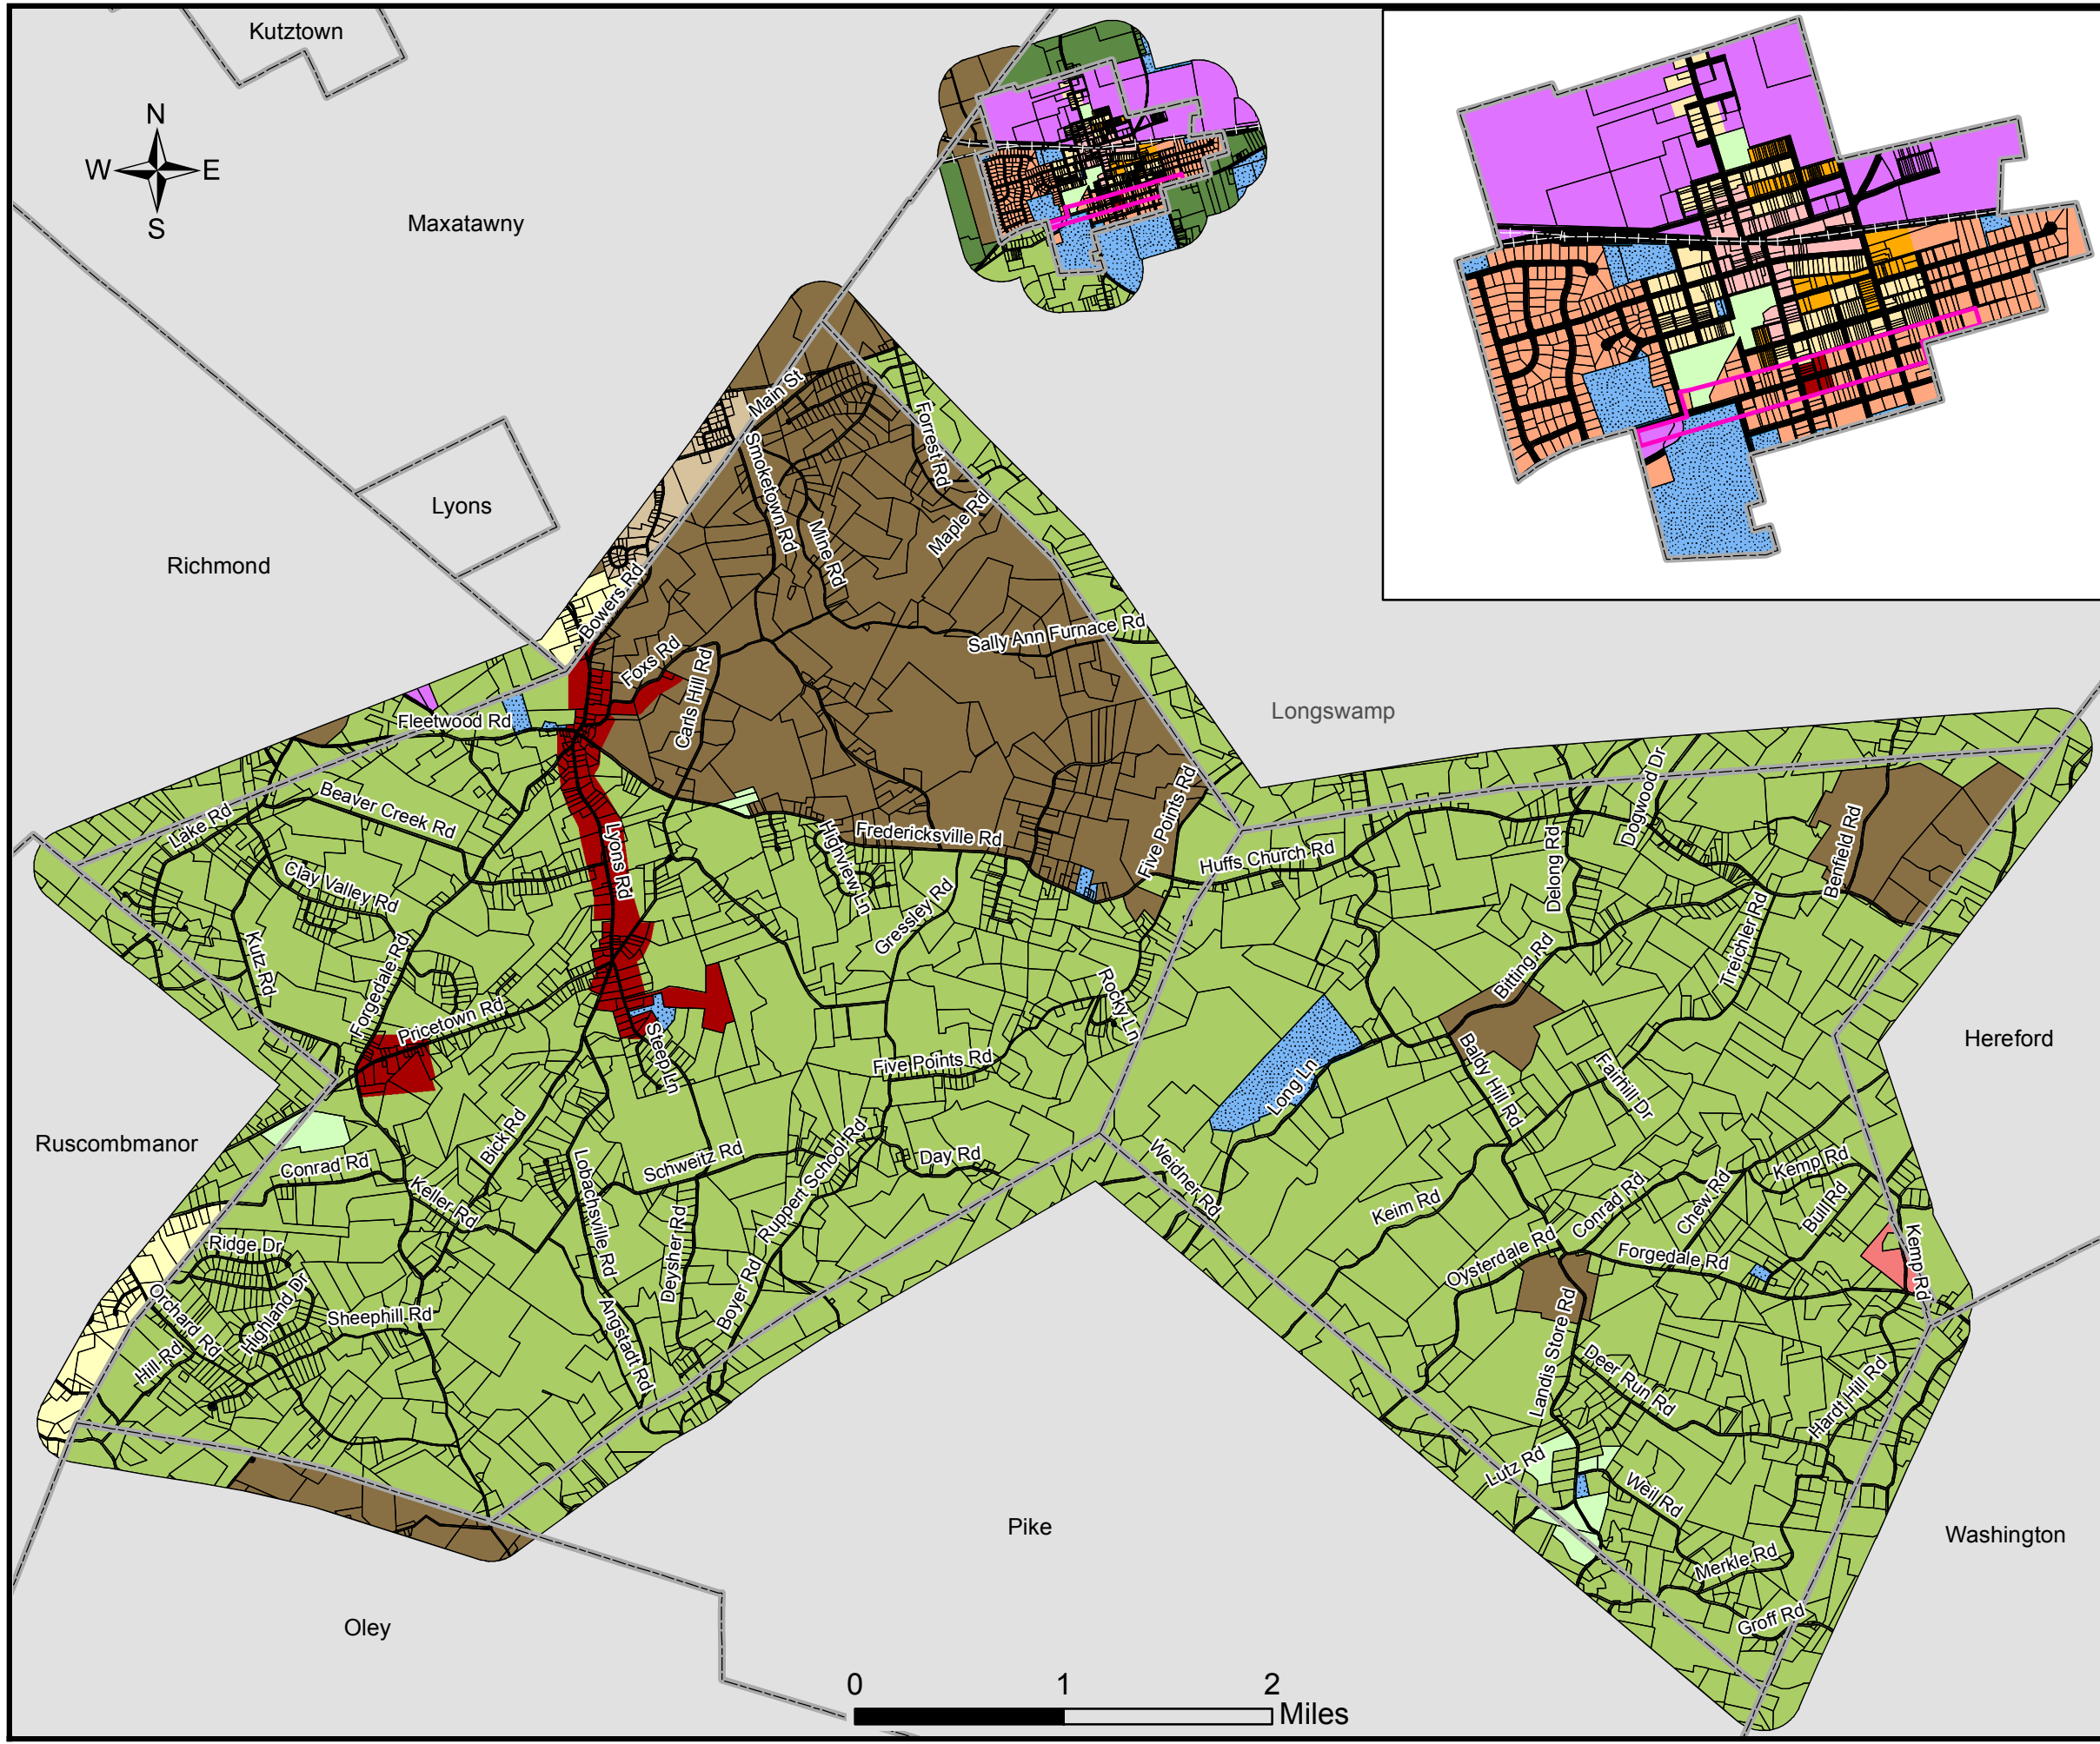 Kutztown
N
W
E
S
Maxatawny
Main St
Forrest Rd
Smoketown Rd
Lyons
Maple Rd
Mine Rd
Richmond
Bowers Rd
Sally Ann Furnace Rd
Foxs Rd
Carls Hill Rd
Longswamp
Fleetwood Rd
Dogwood Dr
Beaver Creek Rd
Lake Rd
Five Points Rd
Fredericksville Rd
Highview Ln
Lyons Rd
Huffs Church Rd
Delong Rd
Benfield Rd
Clay Valley Rd
Gressley Rd
Treichler Rd
Kutz Rd
Forgedale Rd
Bitting Rd
Rocky Ln
Pricetown Rd
Steep Ln
Hereford
Five Points Rd
Baldy Hill Rd
Fairhill Dr
Long Ln
Ruscombmanor
Bick Rd
Conrad Rd
Lobachsville Rd
Schweitz Rd
Ruppert School Rd
Day Rd
Weidner Rd
Kemp Rd
Keller Rd
Keim Rd
Conrad Rd
Chew Rd
Bull Rd
Ridge Dr
Deysher Rd
Oysterdale Rd
Forgedale Rd
Kemp Rd
Orchard Rd
Highland Dr
Sheephill Rd
Boyer Rd
Angstadt Rd
Hill Rd
Landis Store Rd
Deer Run Rd
Hardt Hill Rd
Lutz Rd
Weil Rd
Pike
Washington
Merkle Rd
Oley
Groff Rd
0 1 2
Miles